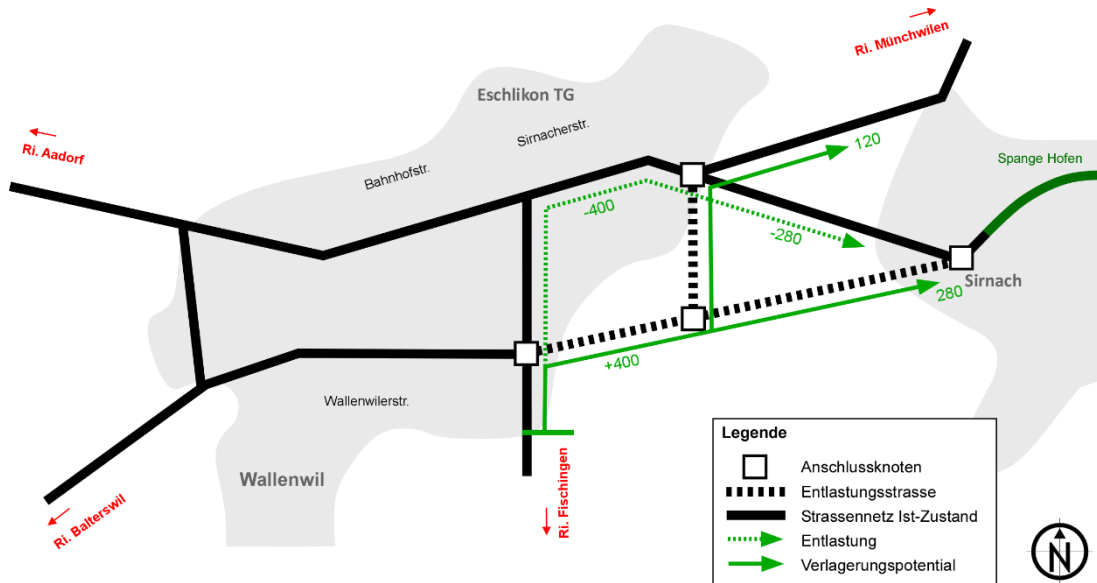 Ri. Münchwilen
Eschlikon TG
Sirnacherstr.
Ri. Aadorf
Bahnhofstr.
120
Spange Hofen
-400
-280
280
Sirnach
+400
Wallenwilerstr.
Wallenwil
Ri. Balterswil
Ri. Fischingen
Legende
Anschlussknoten
Entlastungsstrasse
Strassennetz Ist-Zustand
Entlastung
Verlagerungspotential
N